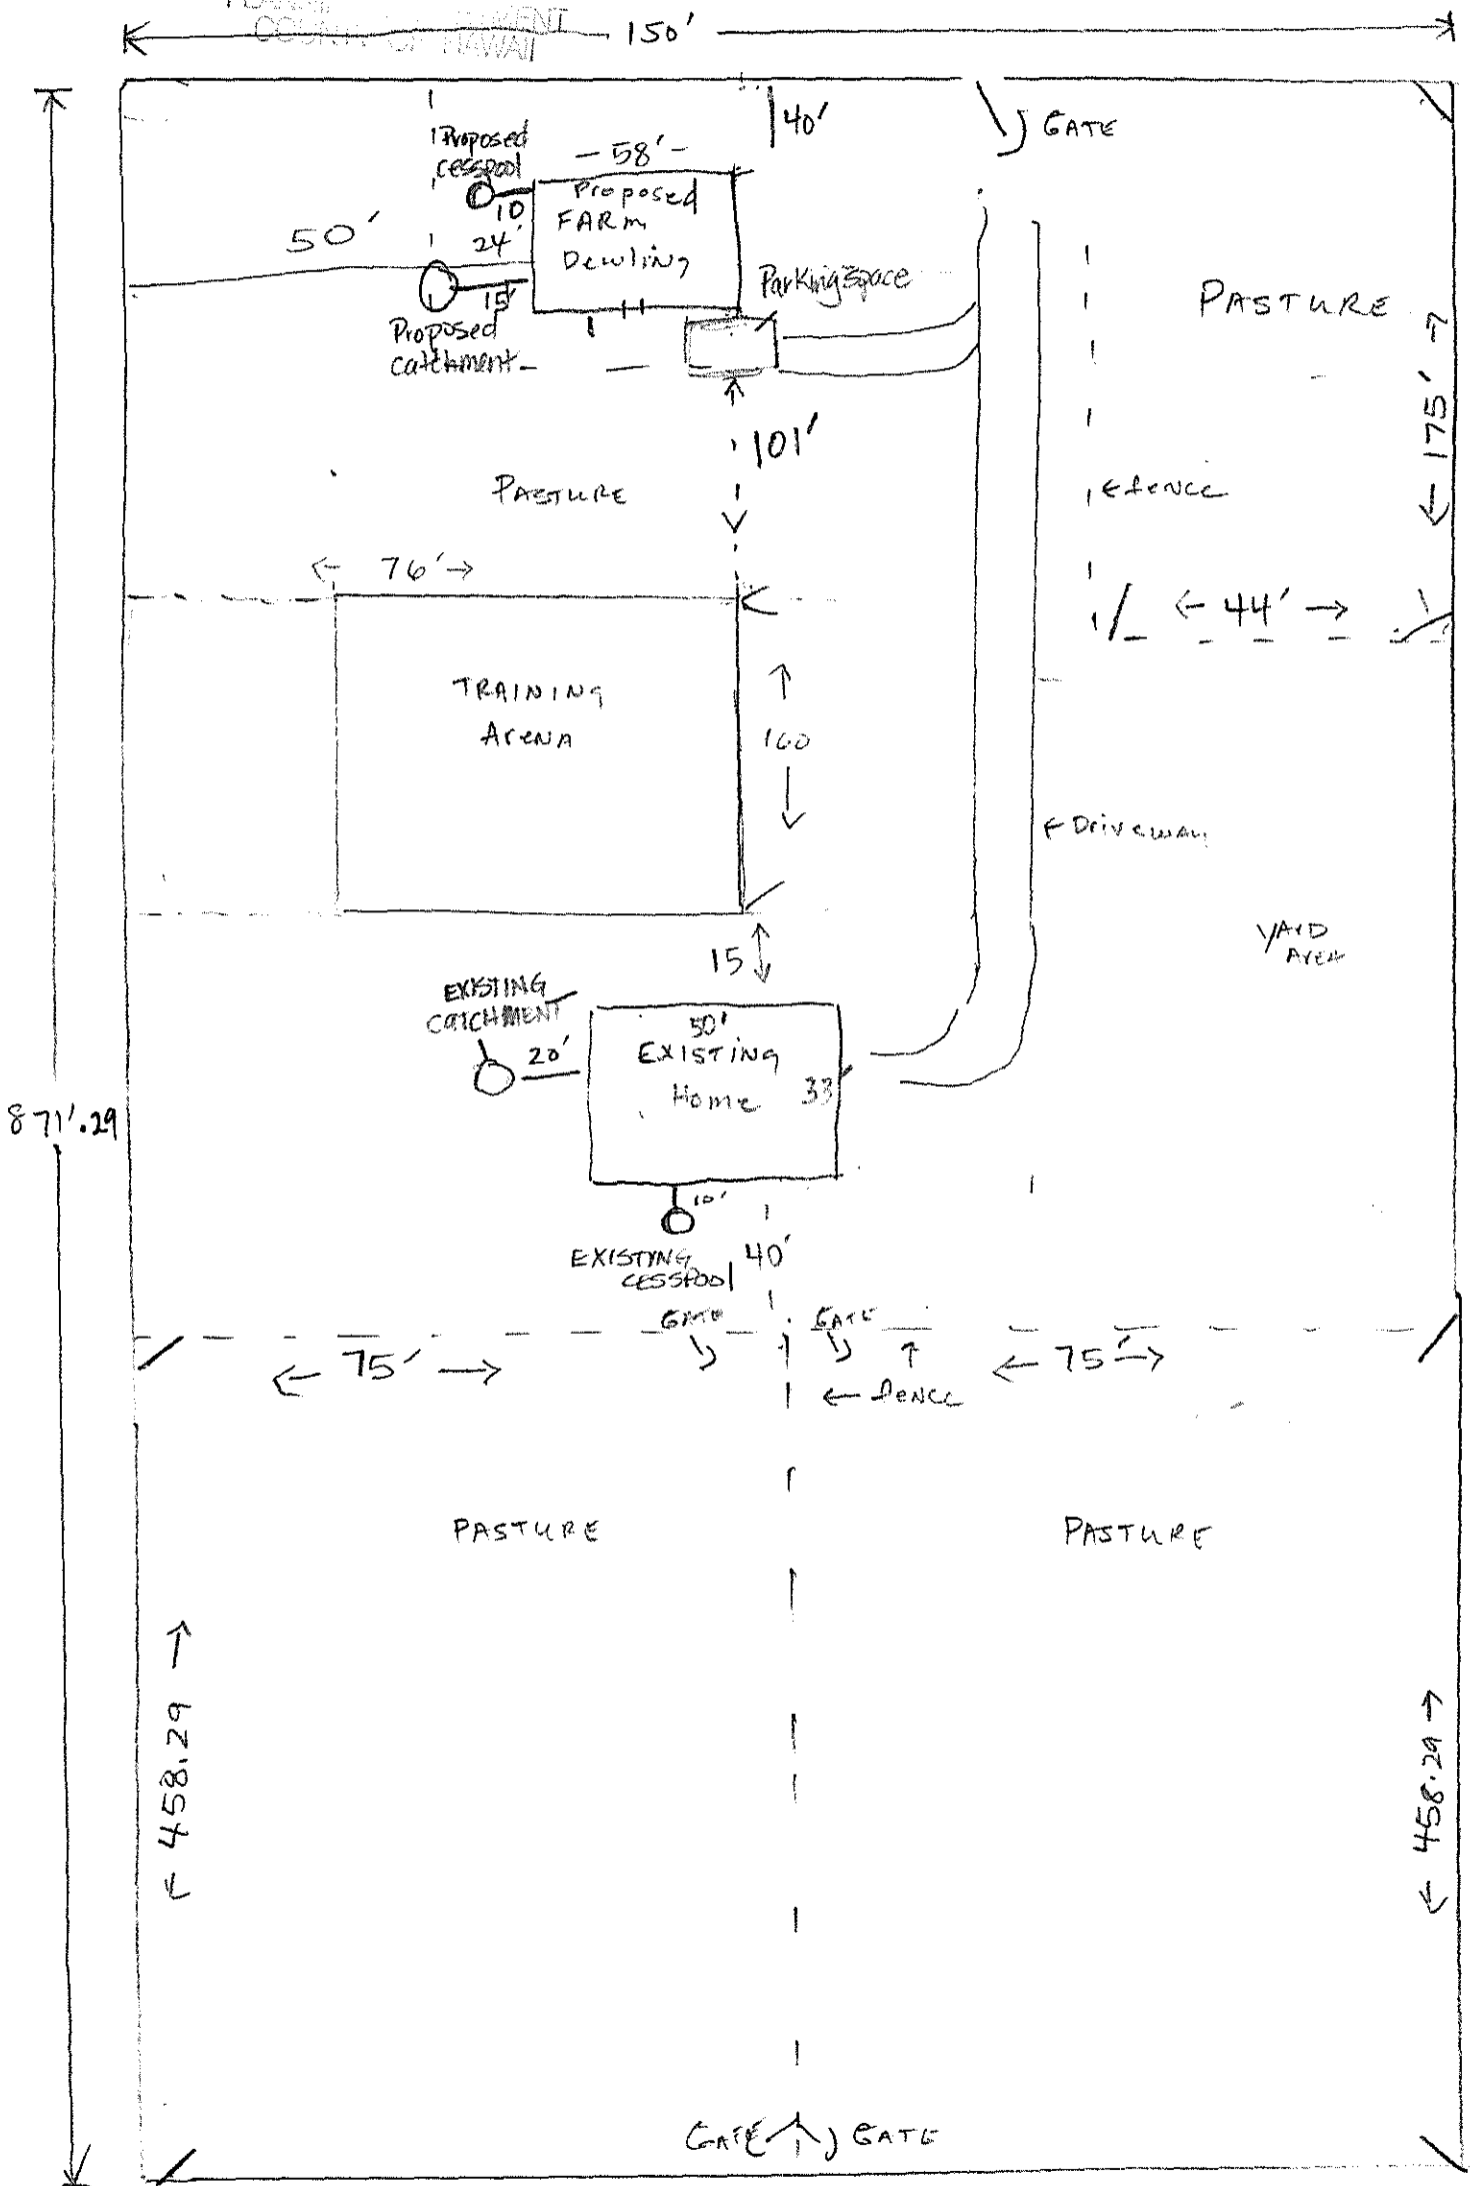 COUNTY OF HAWAII
150'
40'
GATE
Proposed
cesspool
- 58' -
10
Proposed
FARM
Dewling
50'
24'
15'
Parking space
Proposed
catchment
PASTURE
175'
101'
PASTURE
fence
76'
44'
TRAINING
ArenA
160
Driveway
YArD
AreA
15
EXISTING
CATCHMENT
20'
50'
EXISTING
Home
33
871'.29
10'
EXISTING
CESSPOOl
40'
GATE
GATE
75'
75'
fence
PASTURE
PASTURE
458.29
458.29
GATE
GATE